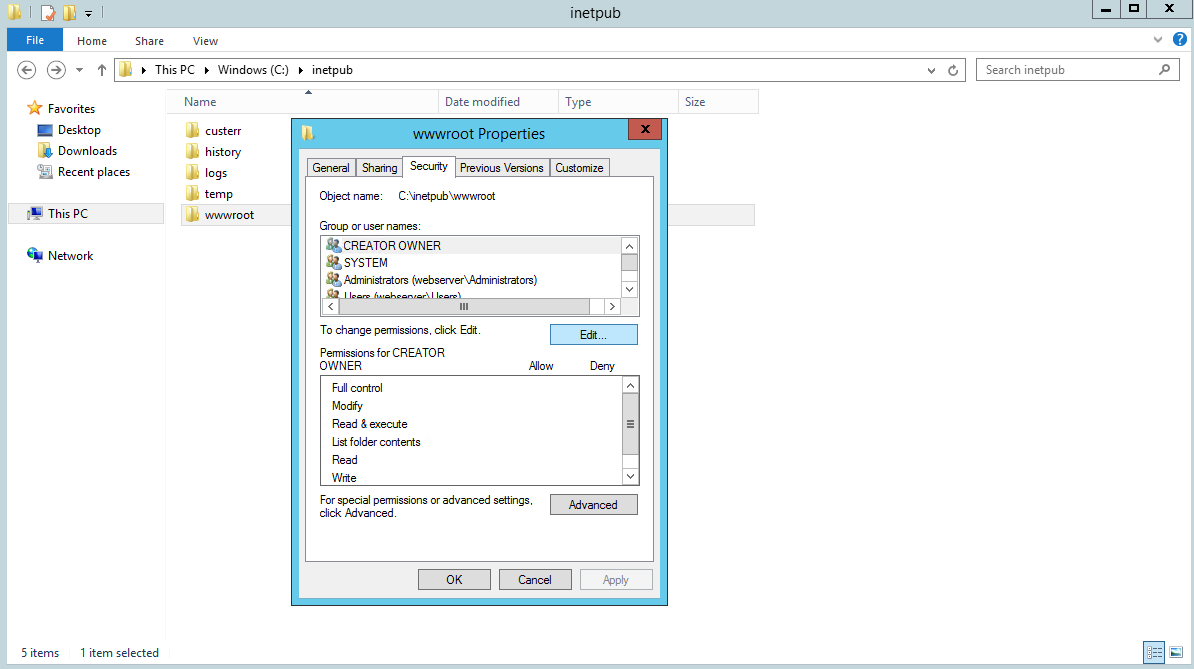 inetpub
File Home Share View
This PC Windows (C:) inetpub
Search inetpub
Favorites
Desktop
Downloads
Recent places
This PC
Network
Name Date modified Type Size
custerr
history
logs
temp
wwwroot
wwwroot Properties
General Sharing Security Previous Versions Customize
Object name: C:\inetpub\wwwroot
Group or user names:
CREATOR OWNER
SYSTEM
Administrators (webserver\Administrators)
Users (webserver\Users)
To change permissions, click Edit.
Edit...
Permissions for CREATOR
OWNER Allow Deny
Full control
Modify
Read & execute
List folder contents
Read
Write
For special permissions or advanced settings,
click Advanced.
Advanced
OK Cancel Apply
5 items 1 item selected